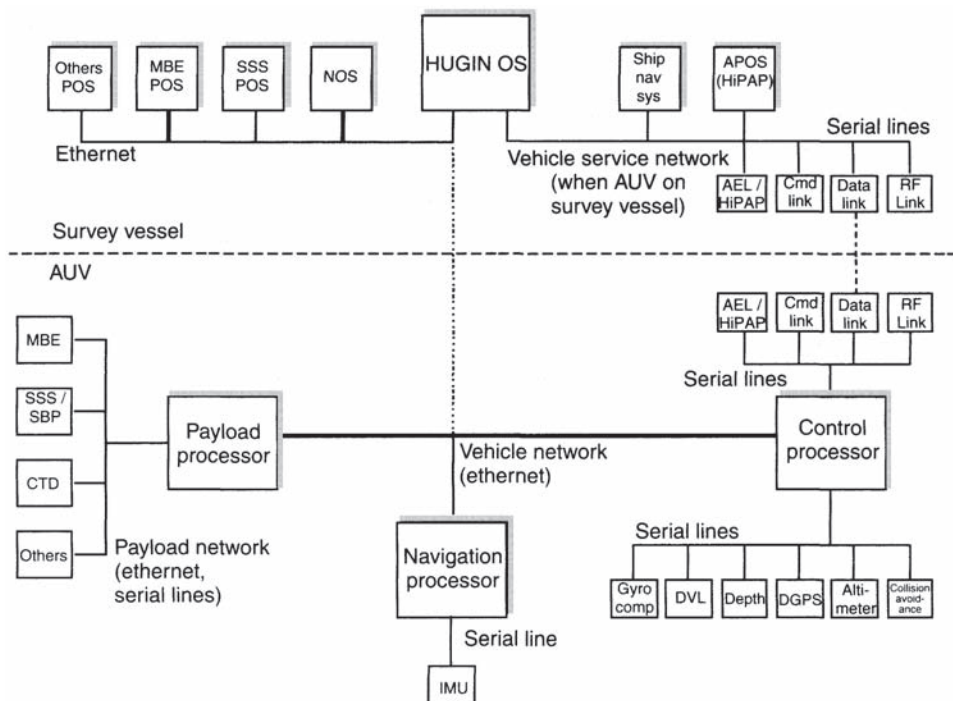 Others
POS
MBE
POS
SSS
POS
NOS
HUGIN OS
Ship
nav
sys
APOS
(HiPAP)
Ethernet
Serial lines
Vehicle service network
(when AUV on
survey vessel)
AEL /
HiPAP
Cmd
link
Data
link
RF
Link
Survey vessel
AUV
AEL /
HiPAP
Cmd
link
Data
link
RF
Link
Serial lines
MBE
SSS /
SBP
CTD
Others
Payload
processor
Payload network
(ethernet,
serial lines)
Vehicle network
(ethernet)
Control
processor
Navigation
processor
Serial line
IMU
Serial lines
Gyro
comp
DVL
Depth
DGPS
Alti-
meter
Collision
avoid-
ance